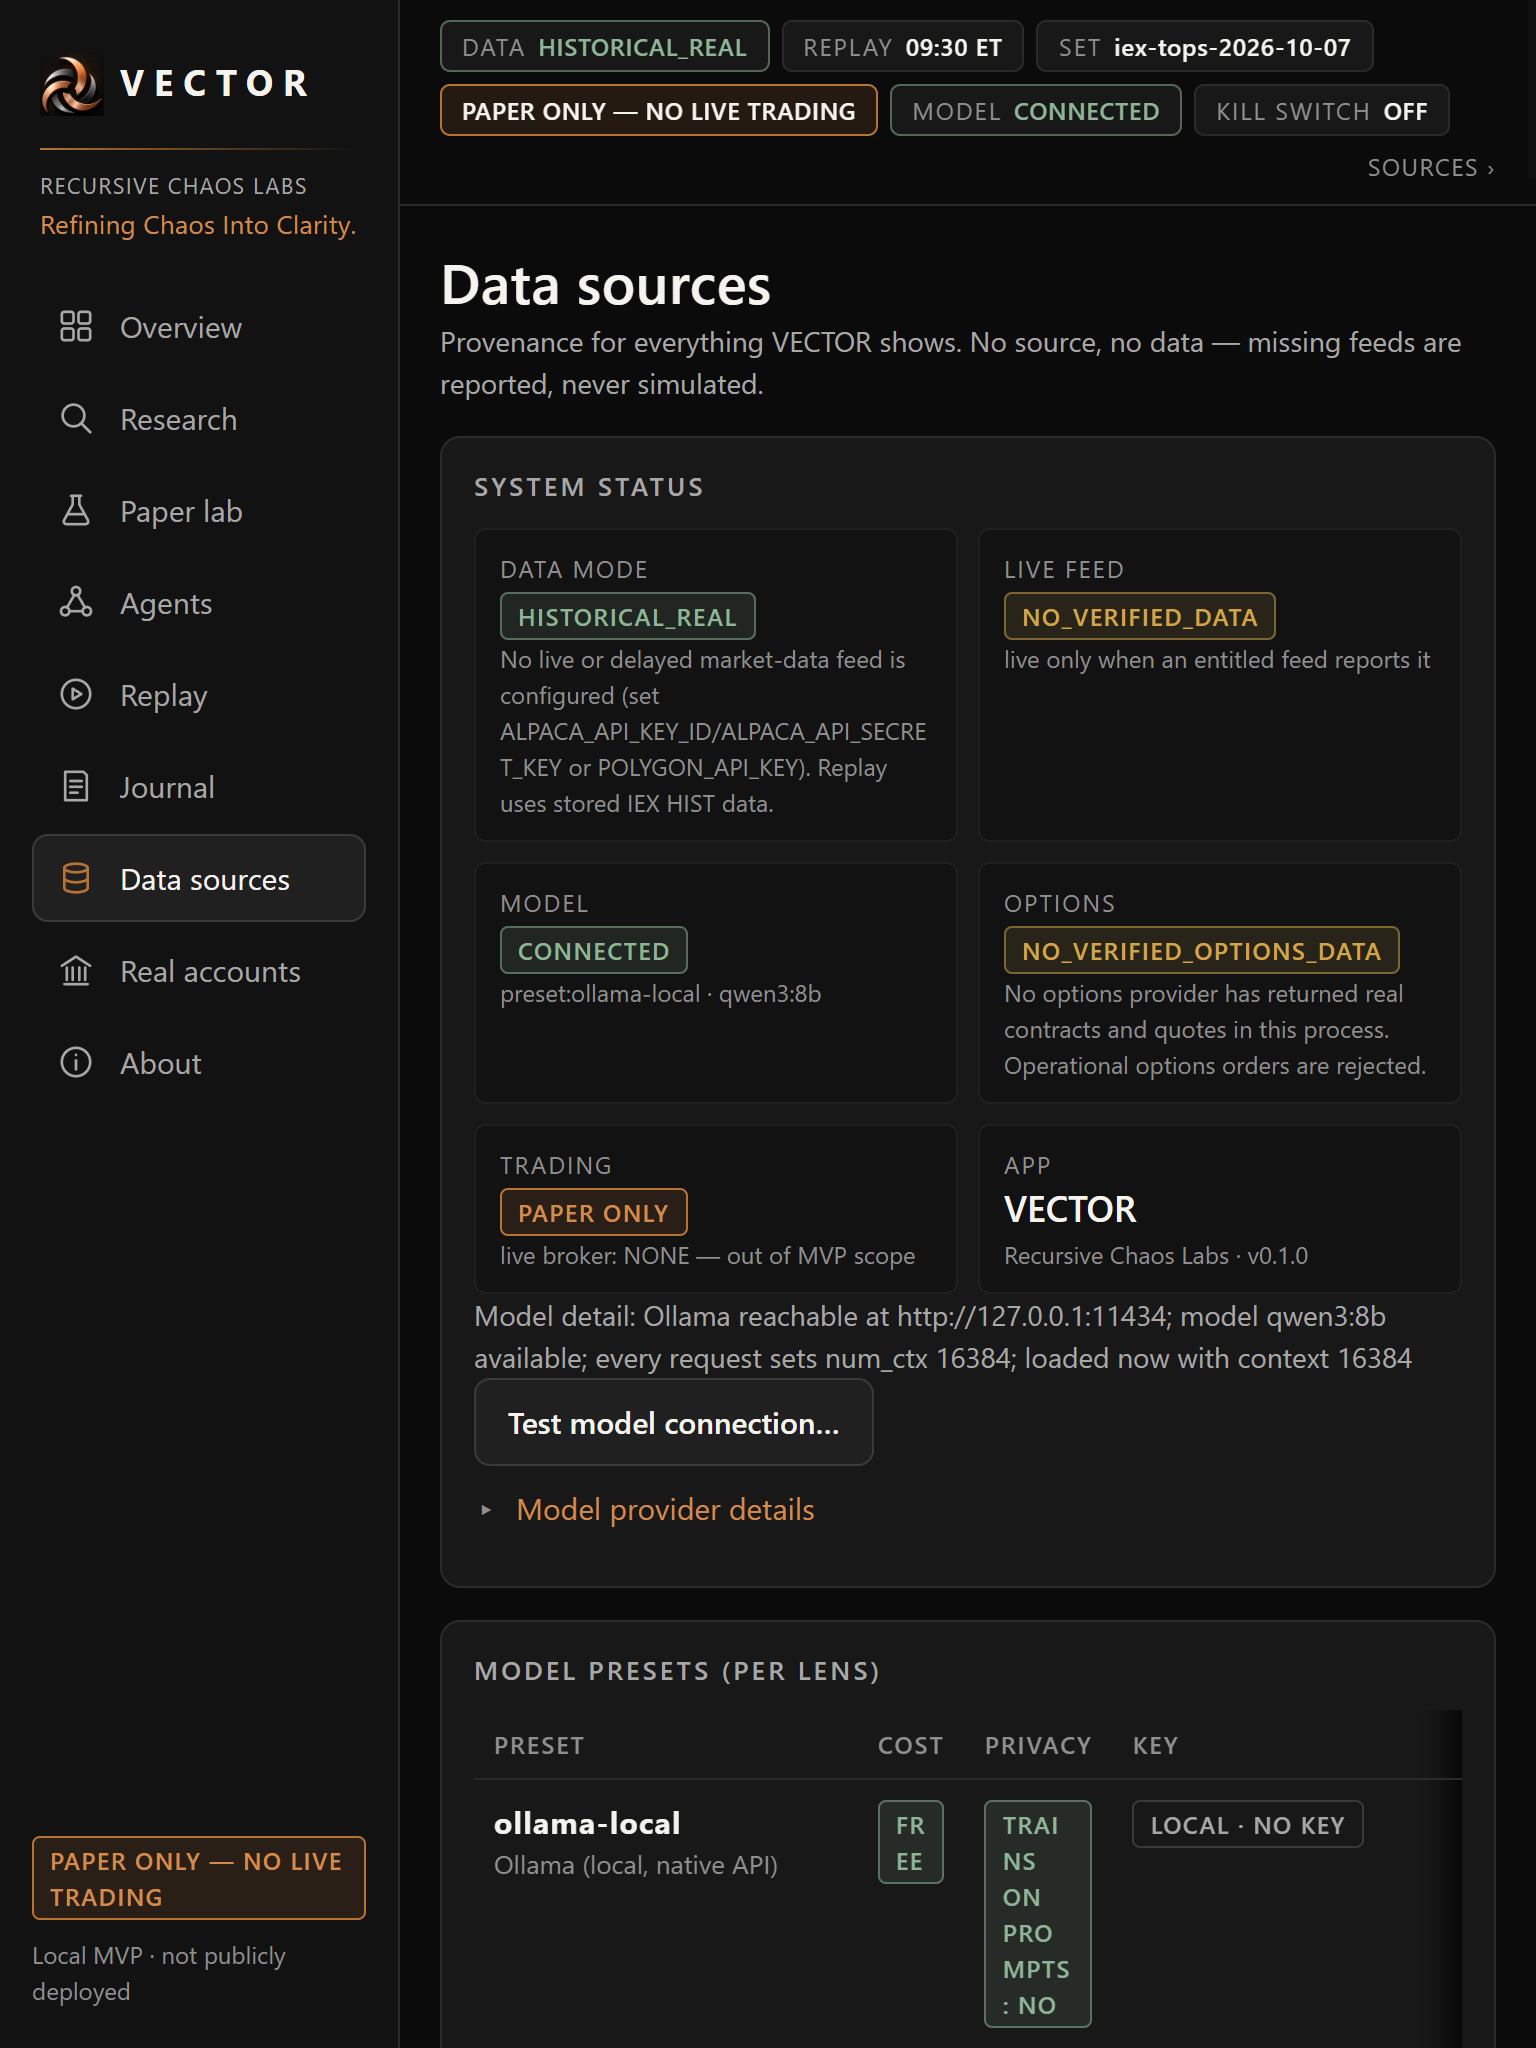 VECTOR
RECURSIVE CHAOS LABS
Refining Chaos Into Clarity.
Overview
Research
Paper lab
Agents
Replay
Journal
Data sources
Real accounts
About
PAPER ONLY — NO LIVE
TRADING
Local MVP · not publicly
deployed
DATA HISTORICAL_REAL
REPLAY 09:30 ET
SET iex-tops-2026-10-07
PAPER ONLY — NO LIVE TRADING
MODEL CONNECTED
KILL SWITCH OFF
SOURCES ›
Data sources
Provenance for everything VECTOR shows. No source, no data — missing feeds are
reported, never simulated.
SYSTEM STATUS
DATA MODE
HISTORICAL_REAL
No live or delayed market-data feed is
configured (set
ALPACA_API_KEY_ID/ALPACA_API_SECRE
T_KEY or POLYGON_API_KEY). Replay
uses stored IEX HIST data.
LIVE FEED
NO_VERIFIED_DATA
live only when an entitled feed reports it
MODEL
CONNECTED
preset:ollama-local · qwen3:8b
OPTIONS
NO_VERIFIED_OPTIONS_DATA
No options provider has returned real
contracts and quotes in this process.
Operational options orders are rejected.
TRADING
PAPER ONLY
live broker: NONE — out of MVP scope
APP
VECTOR
Recursive Chaos Labs · v0.1.0
Model detail: Ollama reachable at http://127.0.0.1:11434; model qwen3:8b
available; every request sets num_ctx 16384; loaded now with context 16384
Test model connection…
Model provider details
MODEL PRESETS (PER LENS)
PRESET COST PRIVACY KEY
ollama-local
Ollama (local, native API)
FR
EE
TRAI
NS
ON
PRO
MPTS
: NO
LOCAL · NO KEY